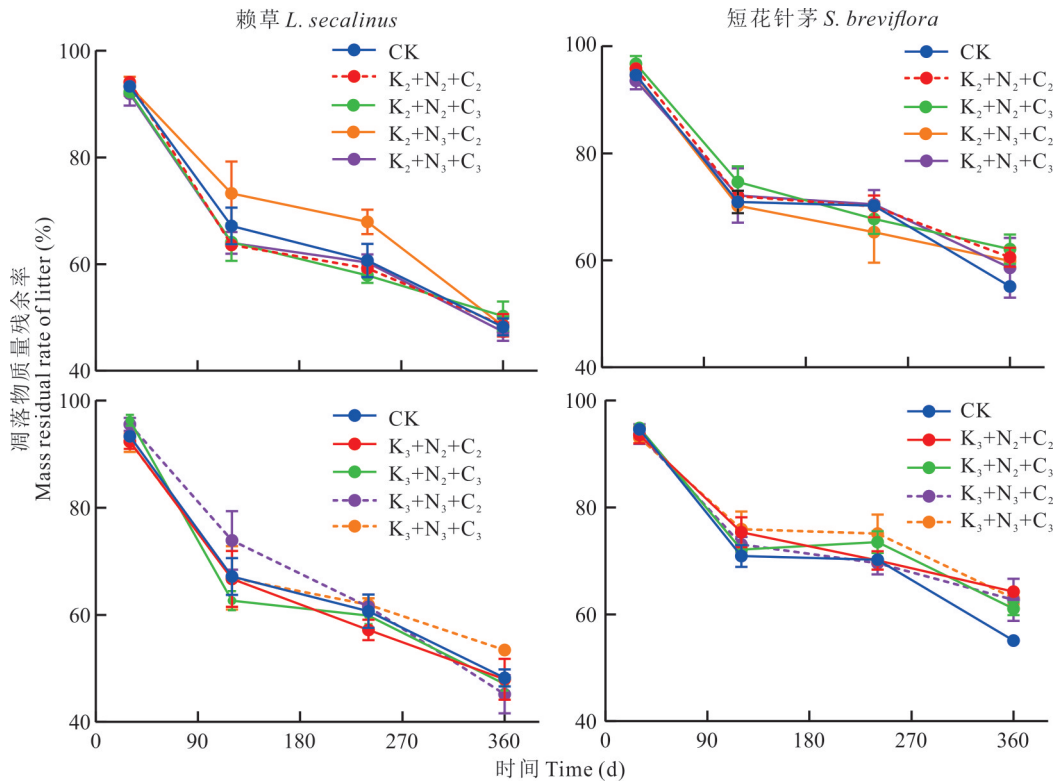 赖草 L. secalinus
短花针茅 S. breviflora
凋落物质量残余率
Mass residual rate of litter (%)
100
80
60
40
CK
K₂+N₂+C₂
K₂+N₂+C₃
K₂+N₃+C₂
K₂+N₃+C₃
100
80
60
40
CK
K₂+N₂+C₂
K₂+N₂+C₃
K₂+N₃+C₂
K₂+N₃+C₃
100
80
60
40
CK
K₃+N₂+C₂
K₃+N₂+C₃
K₃+N₃+C₂
K₃+N₃+C₃
0 90 180 270 360
100
80
60
40
CK
K₃+N₂+C₂
K₃+N₂+C₃
K₃+N₃+C₂
K₃+N₃+C₃
0 90 180 270 360
时间 Time (d)